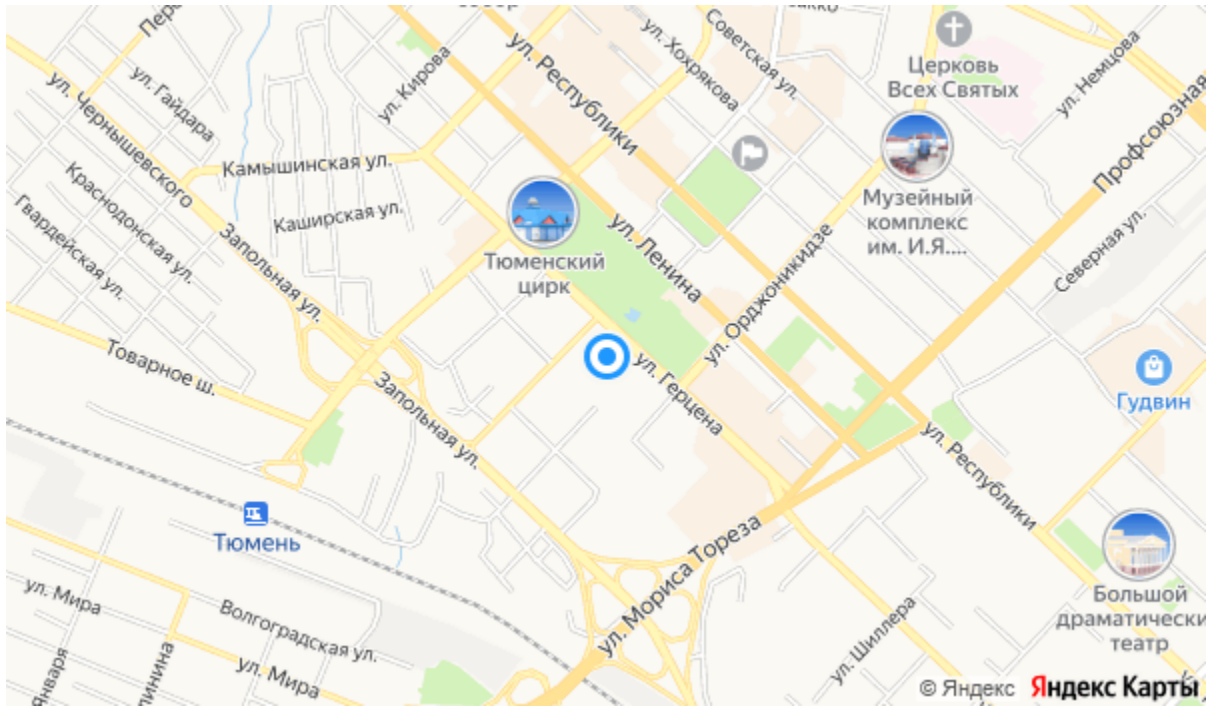 ул. Кирова
ул. Республики
ул. Хохрякова
Советская ул.
Церковь
Всех Святых
ул. Немцова
Профсоюзная
ул. Гайдара
ул. Чернышевского
Камышинская ул.
Каширская ул.
Краснодонская ул.
Гвардейская ул.
Запольная ул.
Тюменский
цирк
ул. Ленина
Музейный
комплекс
им. И.Я....
Северная ул.
ул. Орджоникидзе
Товарное ш.
Запольная ул.
ул. Герцена
Гудвин
ул. Республики
Тюмень
ул. Мориса Тореза
Большой
драматически
театр
ул. Мира
Волгоградская ул.
ул. Мира
ул. Шиллера
Января
© Яндекс Яндекс Карты